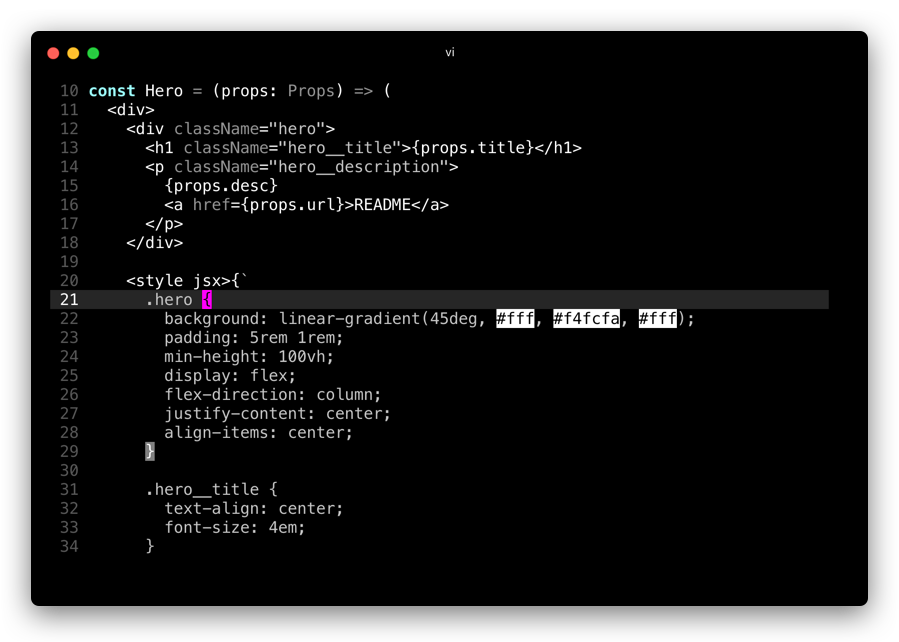 vi
10 const Hero = (props: Props) => (
11   <div>
12     <div className="hero">
13       <h1 className="hero__title">{props.title}</h1>
14       <p className="hero__description">
15         {props.desc}
16         <a href={props.url}>README</a>
17       </p>
18     </div>
19
20     <style jsx>{`
21       .hero {
22         background: linear-gradient(45deg, #fff, #f4fcfa, #fff);
23         padding: 5rem 1rem;
24         min-height: 100vh;
25         display: flex;
26         flex-direction: column;
27         justify-content: center;
28         align-items: center;
29       }
30
31       .hero__title {
32         text-align: center;
33         font-size: 4em;
34       }